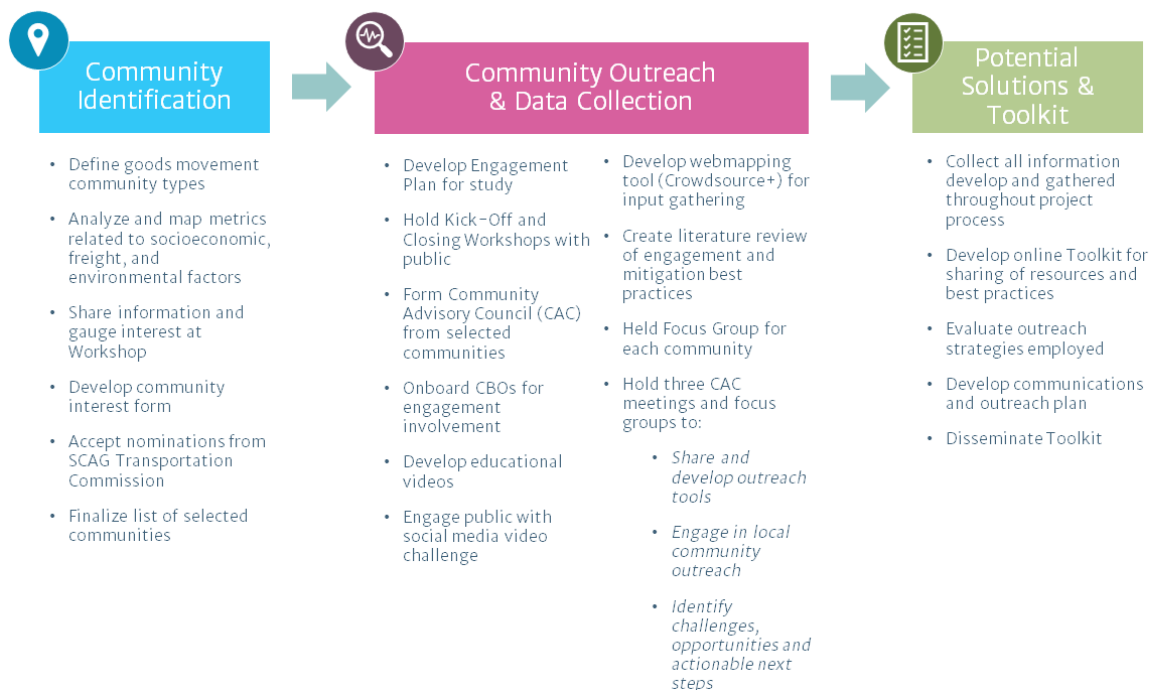 Community
Identification
• Define goods movement
community types
• Analyze and map metrics
related to socioeconomic,
freight, and
environmental factors
• Share information and
gauge interest at
Workshop
• Develop community
interest form
• Accept nominations from
SCAG Transportation
Commission
• Finalize list of selected
communities
Community Outreach
& Data Collection
• Develop Engagement
Plan for study
• Hold Kick-Off and
Closing Workshops with
public
• Form Community
Advisory Council (CAC)
from selected
communities
• Onboard CBOs for
engagement
involvement
• Develop educational
videos
• Engage public with
social media video
challenge
• Develop webmapping
tool (Crowdsource+) for
input gathering
• Create literature review
of engagement and
mitigation best
practices
• Held Focus Group for
each community
• Hold three CAC
meetings and focus
groups to:
• Share and
develop outreach
tools
• Engage in local
community
outreach
• Identify
challenges,
opportunities and
actionable next
steps
Potential
Solutions &
Toolkit
• Collect all information
develop and gathered
throughout project
process
• Develop online Toolkit for
sharing of resources and
best practices
• Evaluate outreach
strategies employed
• Develop communications
and outreach plan
• Disseminate Toolkit